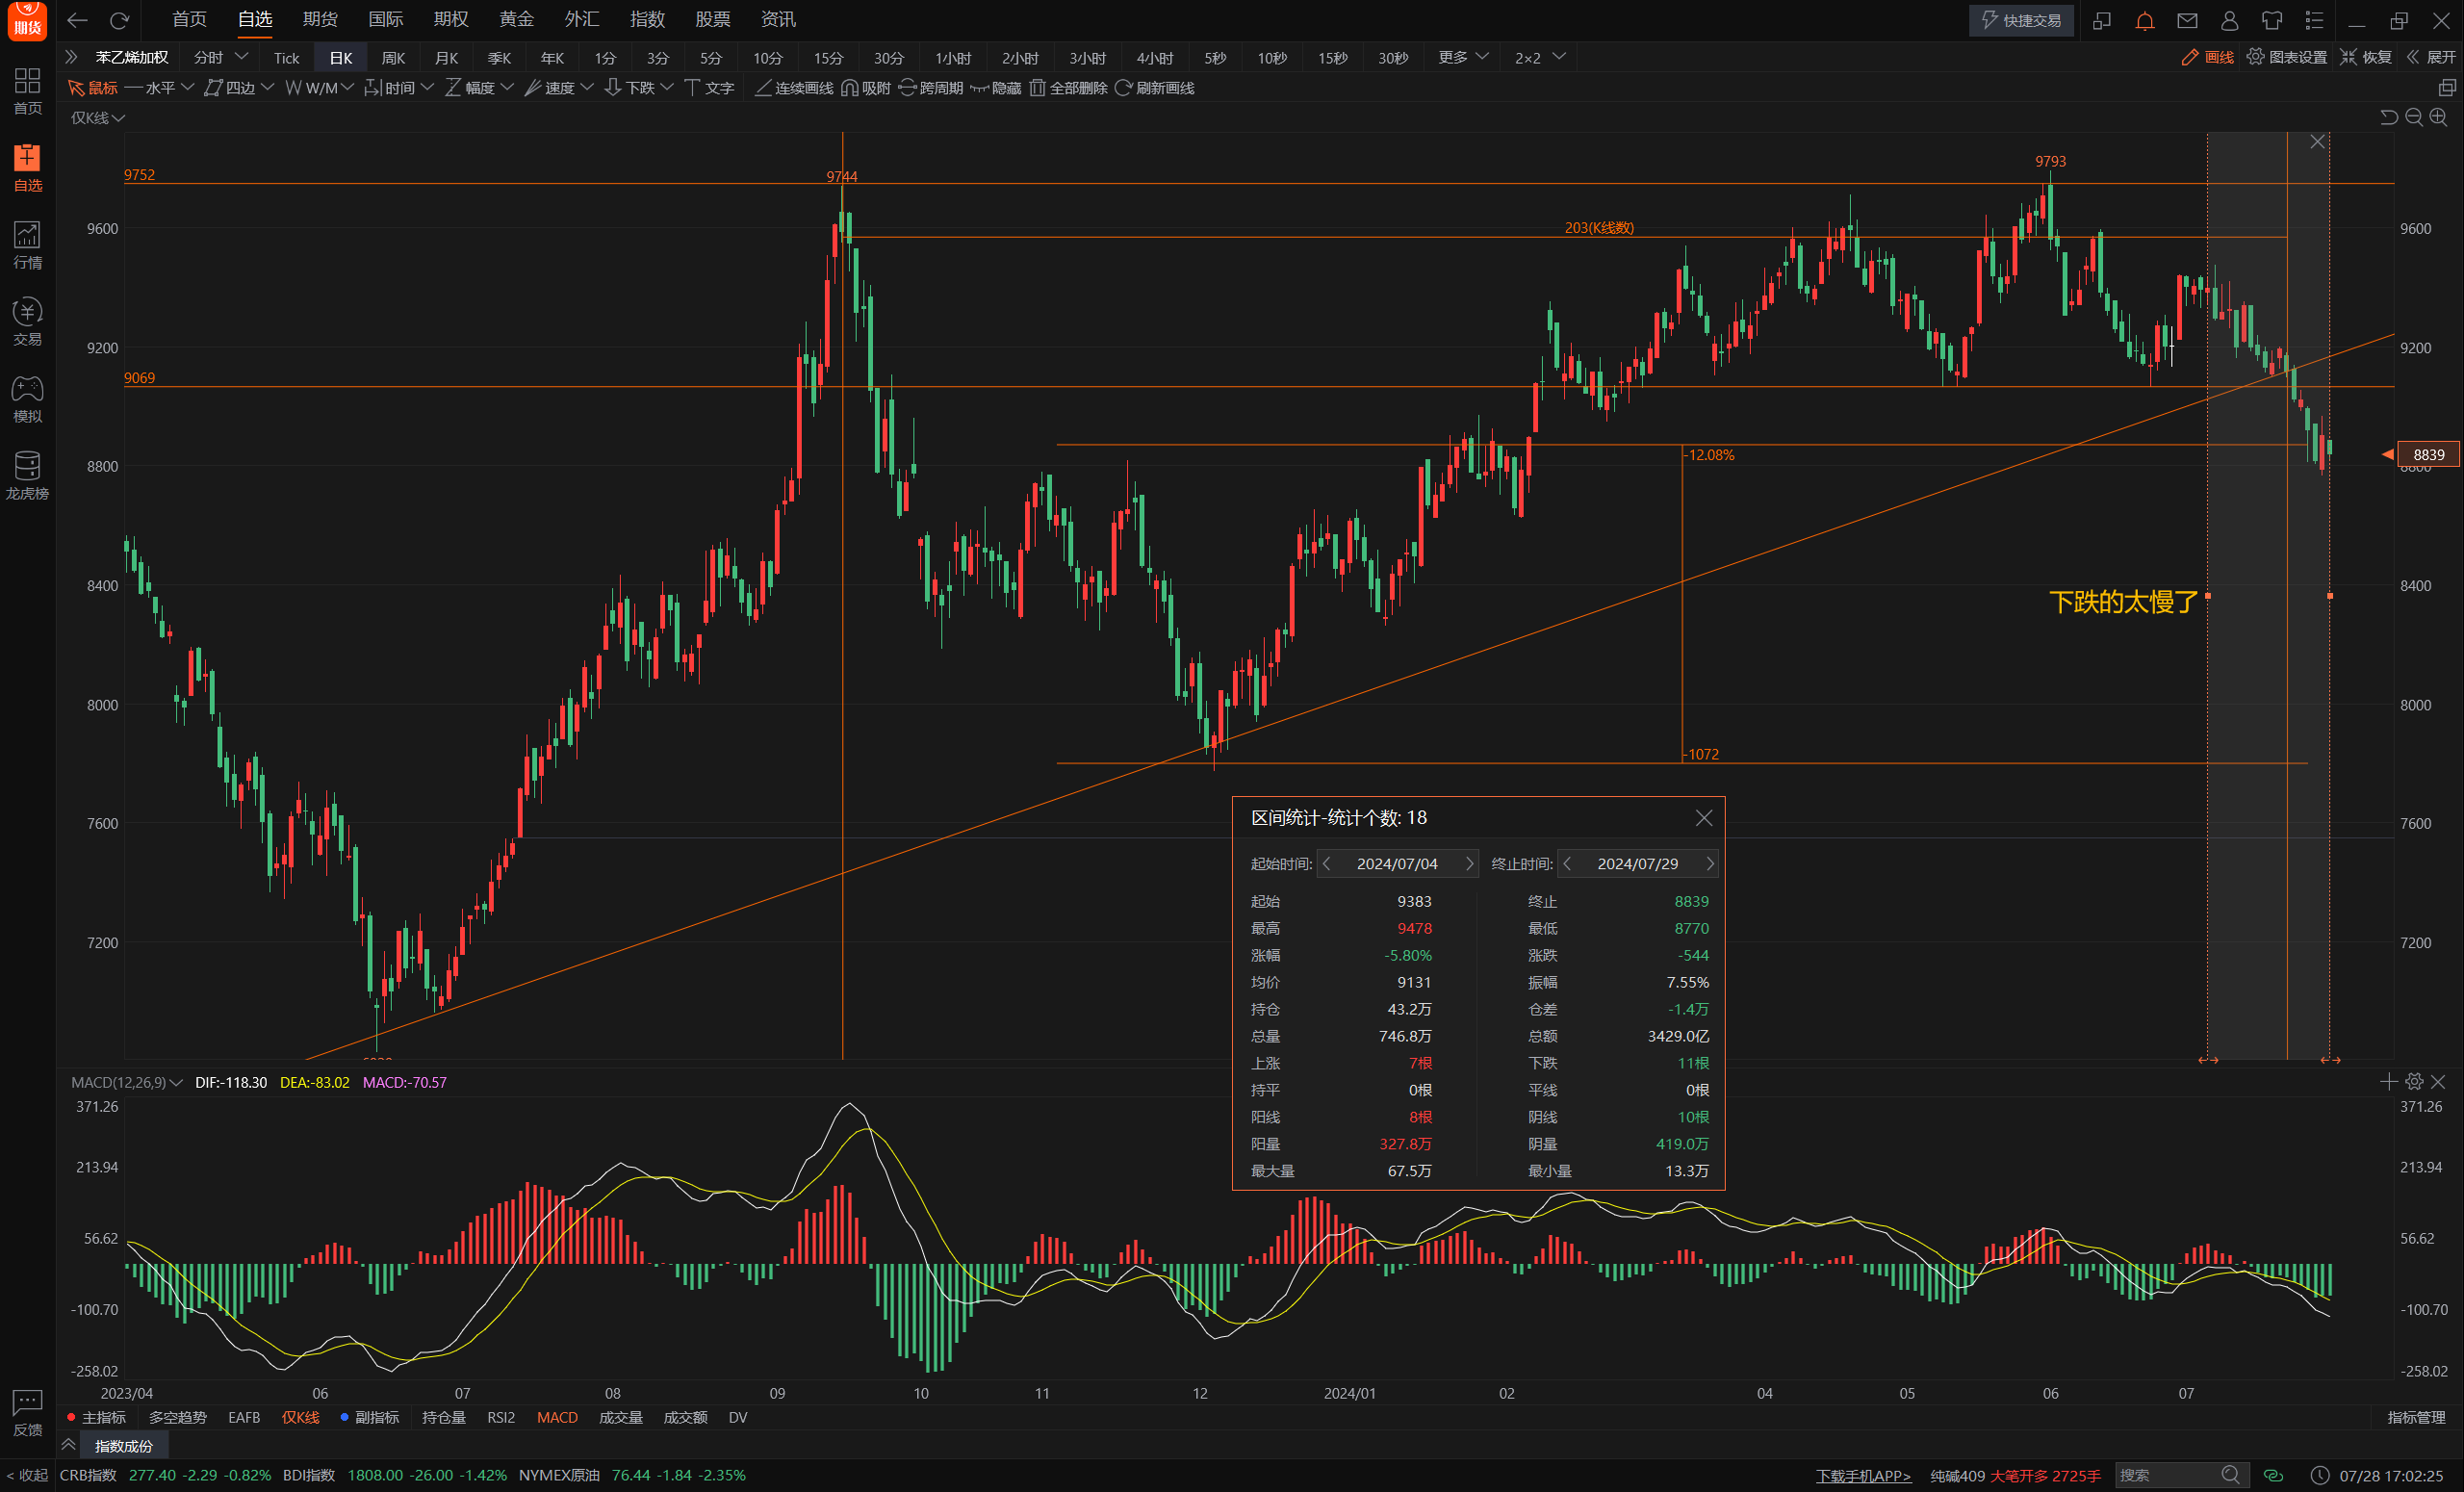 期货 首页 自选 期货 国际 期权 黄金 外汇 指数 股票 资讯 快捷交易
苯乙烯加权 分时 Tick 日K 周K 月K 季K 年K 1分 3分 5分 10分 15分 30分 1小时 2小时 3小时 4小时 5秒 10秒 15秒 30秒 更多 2×2 画线 图表设置 恢复 展开
鼠标 水平 四边 W/M 时间 幅度 速度 下跌 文字 连续画线 吸附 跨周期 隐藏 全部删除 刷新画线
首页
自选
行情
交易
模拟
龙虎榜
反馈
仅K线
9752 9744 9793
203(K线数)
9600 9600
9200 9200
9069
8800 8839
-12.08%
8400 8400
下跌的太慢了
8000 8000
-1072
7600 7600
7200 7200
区间统计-统计个数: 18
起始时间: 2024/07/04 终止时间: 2024/07/29
起始 9383 终止 8839
最高 9478 最低 8770
涨幅 -5.80% 涨跌 -544
均价 9131 振幅 7.55%
持仓 43.2万 仓差 -1.4万
总量 746.8万 总额 3429.0亿
上涨 7根 下跌 11根
持平 0根 平线 0根
阳线 8根 阴线 10根
阳量 327.8万 阴量 419.0万
最大量 67.5万 最小量 13.3万
MACD(12,26,9) DIF:-118.30 DEA:-83.02 MACD:-70.57
371.26 371.26
213.94 213.94
56.62 56.62
-100.70 -100.70
-258.02 -258.02
2023/04 06 07 08 09 10 11 12 2024/01 02 04 05 06 07
主指标 多空趋势 EAFB 仅K线 副指标 持仓量 RSI2 MACD 成交量 成交额 DV 指标管理
指数成份
< 收起 CRB指数 277.40 -2.29 -0.82% BDI指数 1808.00 -26.00 -1.42% NYMEX原油 76.44 -1.84 -2.35% 下载手机APP> 纯碱409 大笔开多 2725手 搜索 07/28 17:02:25